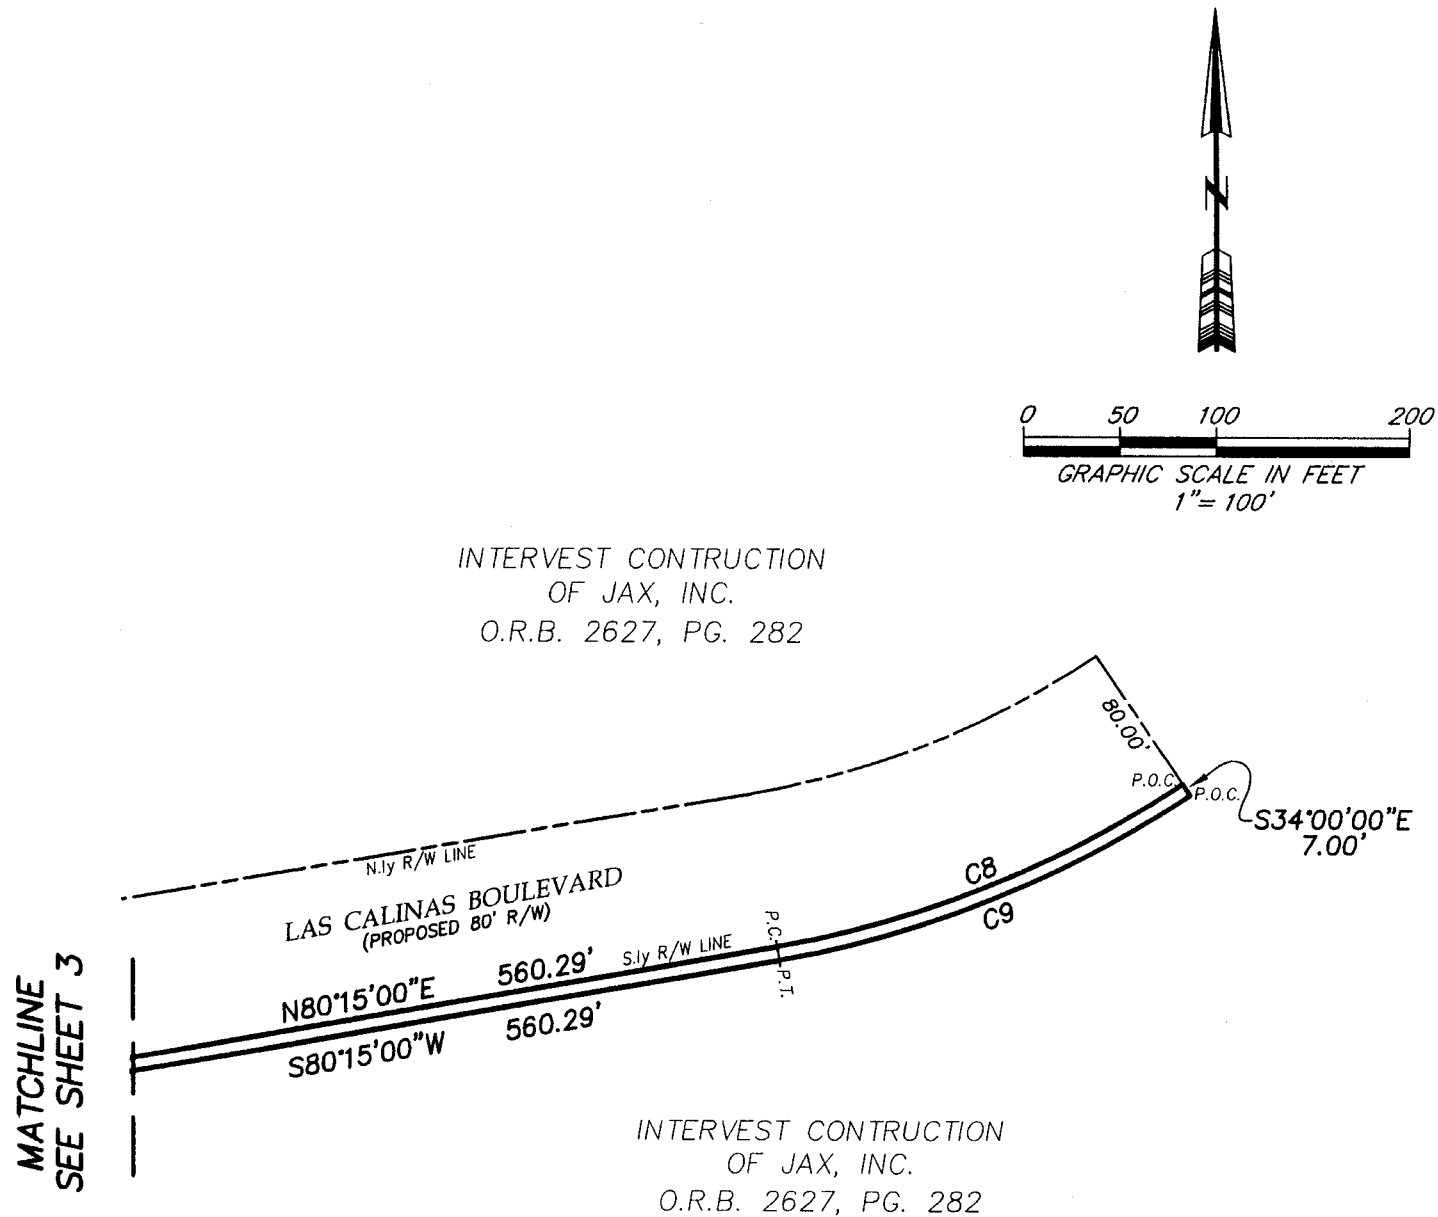 N
0 50 100 200
GRAPHIC SCALE IN FEET
1"= 100'
INTERVEST CONTRUCTION
OF JAX, INC.
O.R.B. 2627, PG. 282
80.00'
P.O.C.
P.O.C.
S34°00'00"E
7.00'
N.ly R/W LINE
LAS CALINAS BOULEVARD
(PROPOSED 80' R/W)
C8
C9
P.C.
P.T.
S.ly R/W LINE
N80°15'00"E 560.29'
S80°15'00"W 560.29'
MATCHLINE
SEE SHEET 3
INTERVEST CONTRUCTION
OF JAX, INC.
O.R.B. 2627, PG. 282